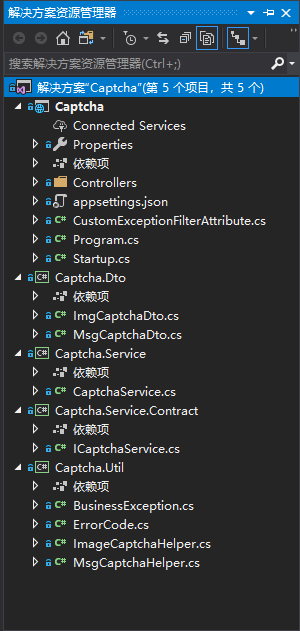 解决方案资源管理器
搜索解决方案资源管理器(Ctrl+;)
解决方案"Captcha"(第 5 个项目，共 5 个)
Captcha
Connected Services
Properties
依赖项
Controllers
appsettings.json
CustomExceptionFilterAttribute.cs
Program.cs
Startup.cs
Captcha.Dto
依赖项
ImgCaptchaDto.cs
MsgCaptchaDto.cs
Captcha.Service
依赖项
CaptchaService.cs
Captcha.Service.Contract
依赖项
ICaptchaService.cs
Captcha.Util
依赖项
BusinessException.cs
ErrorCode.cs
ImageCaptchaHelper.cs
MsgCaptchaHelper.cs